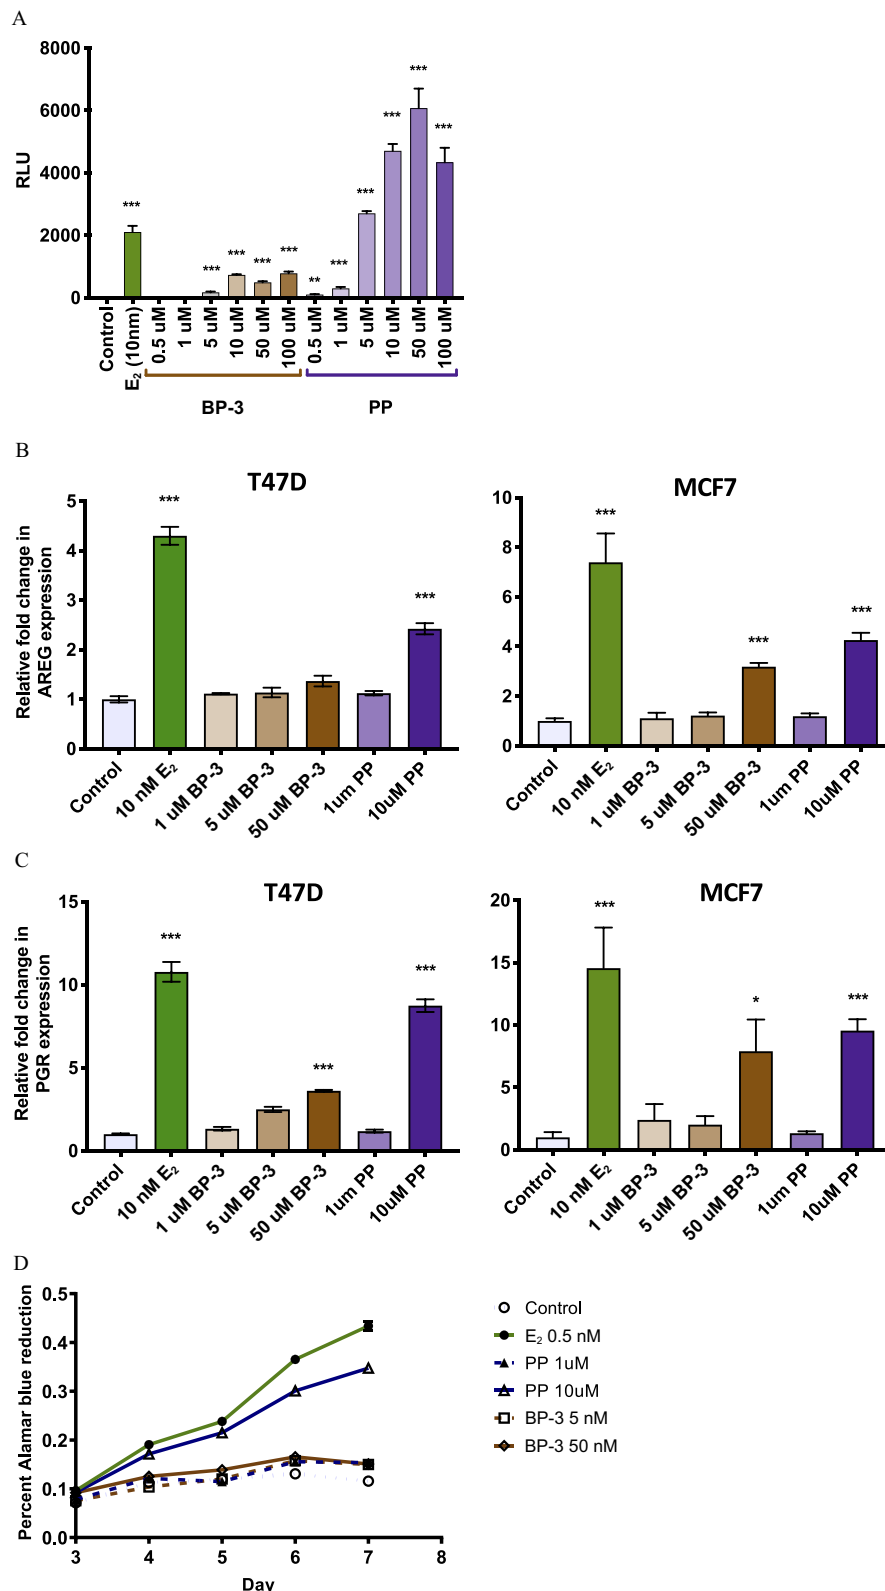 A
8000
6000
4000
2000
0
RLU
***
***
***
***
***
**
***
***
***
***
***
Control
E₂ (10nm)
0.5 uM
1 uM
5 uM
10 uM
50 uM
100 uM
0.5 uM
1 uM
5 uM
10 uM
50 uM
100 uM
BP-3
PP
B
T47D
Relative fold change in
AREG expression
5
4
3
2
1
0
***
***
Control
10 nM E₂
1 uM BP-3
5 uM BP-3
50 uM BP-3
1um PP
10uM PP
MCF7
10
8
6
4
2
0
***
***
***
Control
10 nM E₂
1 uM BP-3
5 uM BP-3
50 uM BP-3
1um PP
10uM PP
C
T47D
Relative fold change in
PGR expression
15
10
5
0
***
***
***
Control
10 nM E₂
1 uM BP-3
5 uM BP-3
50 uM BP-3
1um PP
10uM PP
MCF7
20
15
10
5
0
***
*
***
Control
10 nM E₂
1 uM BP-3
5 uM BP-3
50 uM BP-3
1um PP
10uM PP
D
Percent Alamar blue reduction
0.5
0.4
0.3
0.2
0.1
0.0
3
4
5
6
7
8
Day
Control
E₂ 0.5 nM
PP 1uM
PP 10uM
BP-3 5 nM
BP-3 50 nM